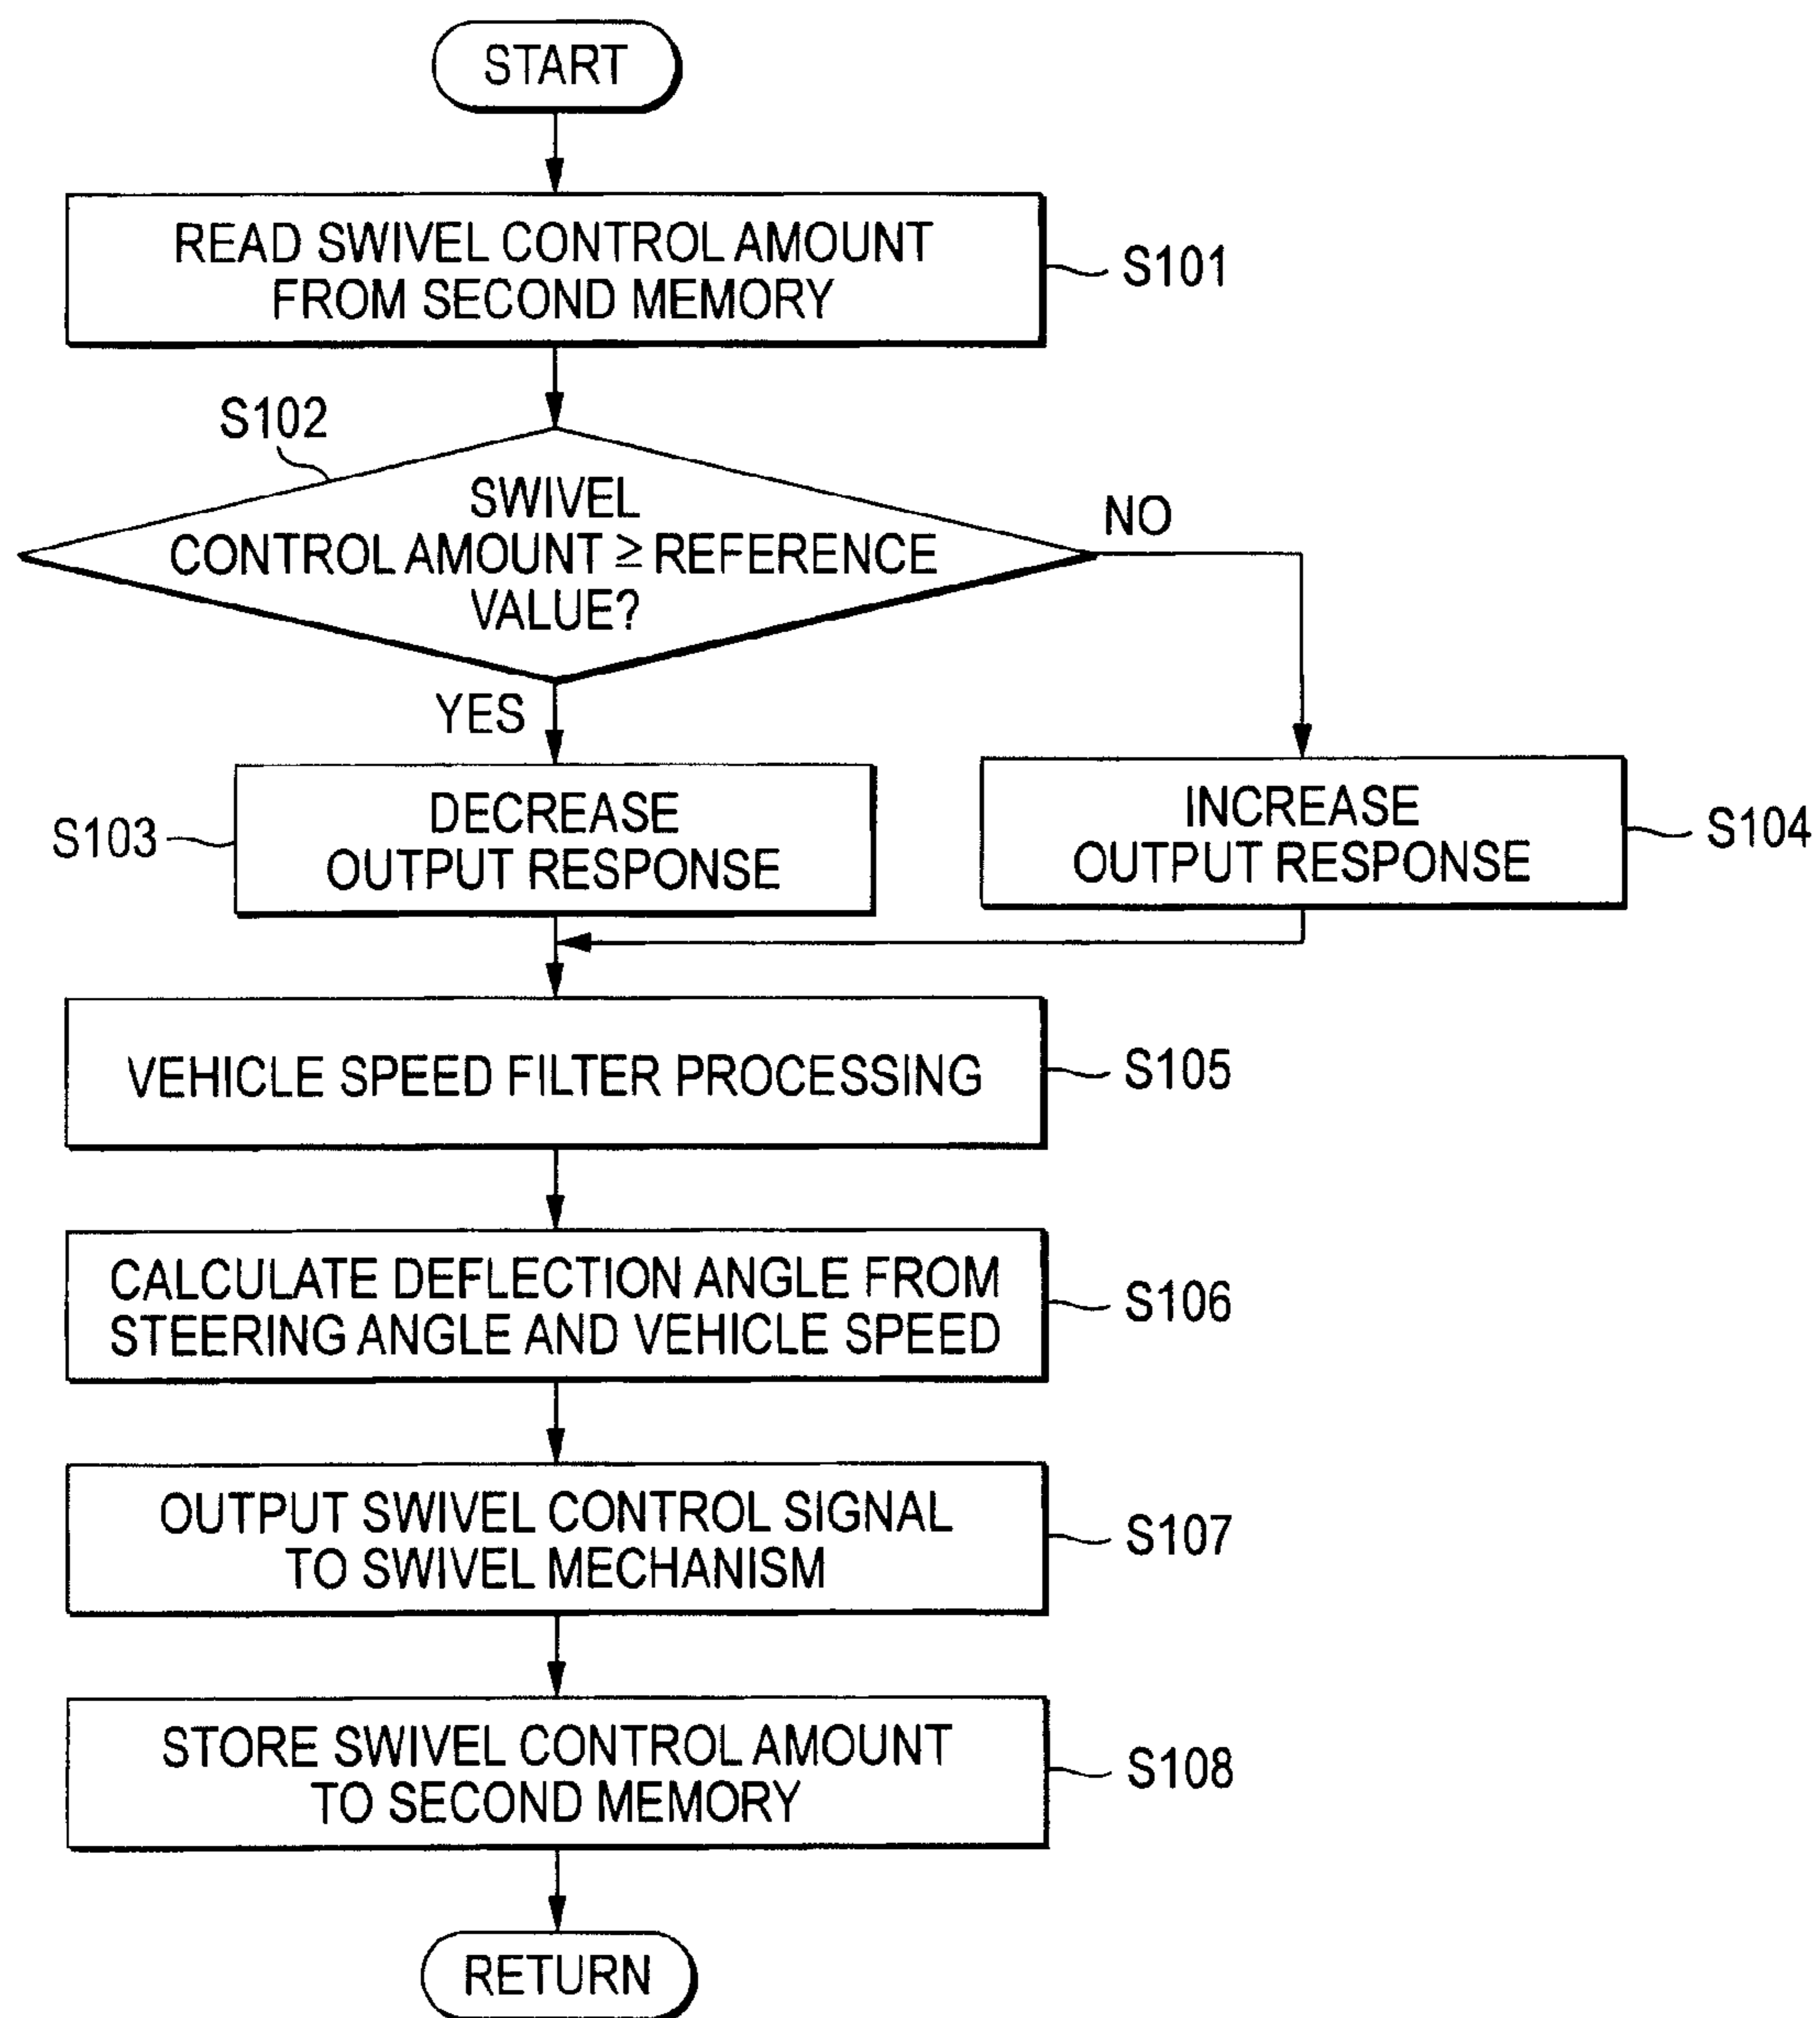 START
READ SWIVEL CONTROL AMOUNT
FROM SECOND MEMORY
S101
S102
SWIVEL
CONTROL AMOUNT ≥ REFERENCE
VALUE?
NO
YES
DECREASE
OUTPUT RESPONSE
S103
INCREASE
OUTPUT RESPONSE
S104
VEHICLE SPEED FILTER PROCESSING
S105
CALCULATE DEFLECTION ANGLE FROM
STEERING ANGLE AND VEHICLE SPEED
S106
OUTPUT SWIVEL CONTROL SIGNAL
TO SWIVEL MECHANISM
S107
STORE SWIVEL CONTROL AMOUNT
TO SECOND MEMORY
S108
RETURN